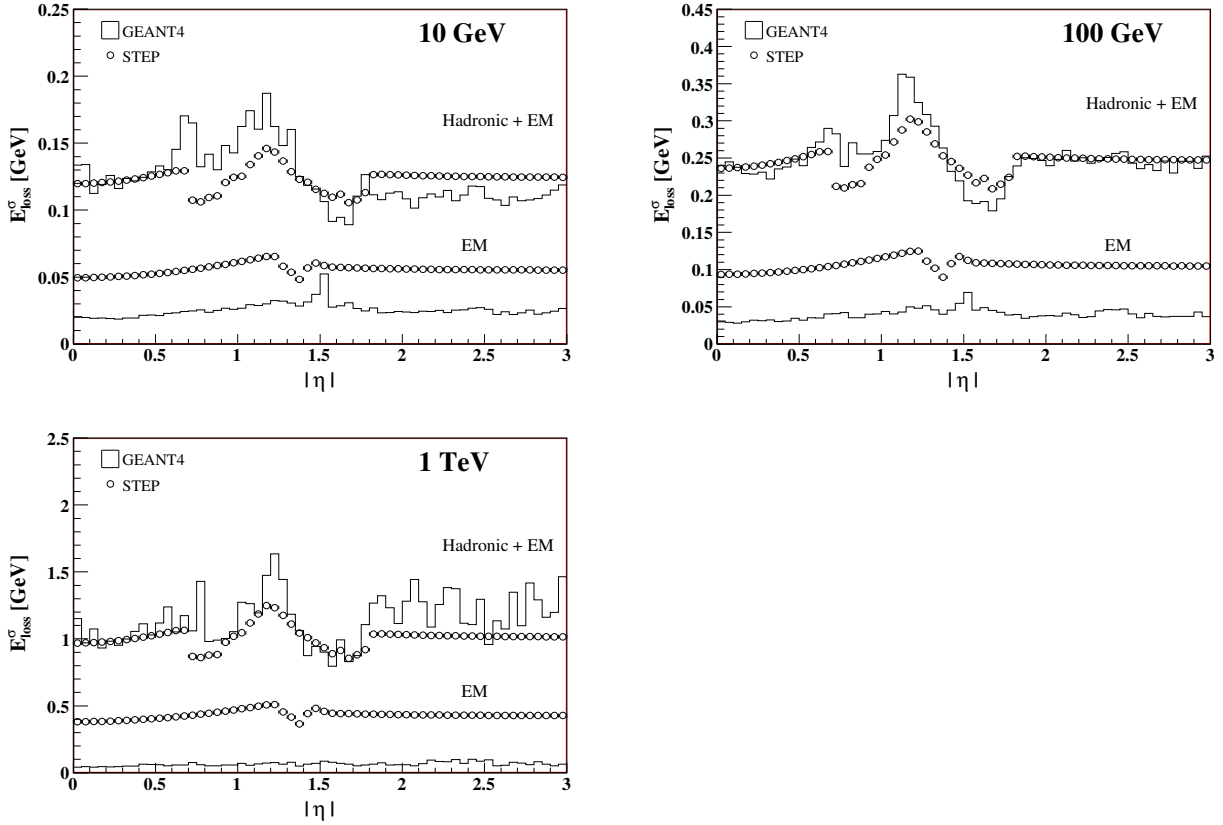 0.25
GEANT4
10 GeV
STEP
0.2
Hadronic + EM
0.15
E^σ_loss [GeV]
0.1
EM
0.05
0
0 0.5 1 1.5 2 2.5 3
| η |
0.45
GEANT4
100 GeV
0.4
STEP
0.35
Hadronic + EM
0.3
0.25
E^σ_loss [GeV]
0.2
0.15
EM
0.1
0.05
0
0 0.5 1 1.5 2 2.5 3
| η |
2.5
GEANT4
1 TeV
STEP
2
Hadronic + EM
1.5
E^σ_loss [GeV]
1
EM
0.5
0
0 0.5 1 1.5 2 2.5 3
| η |